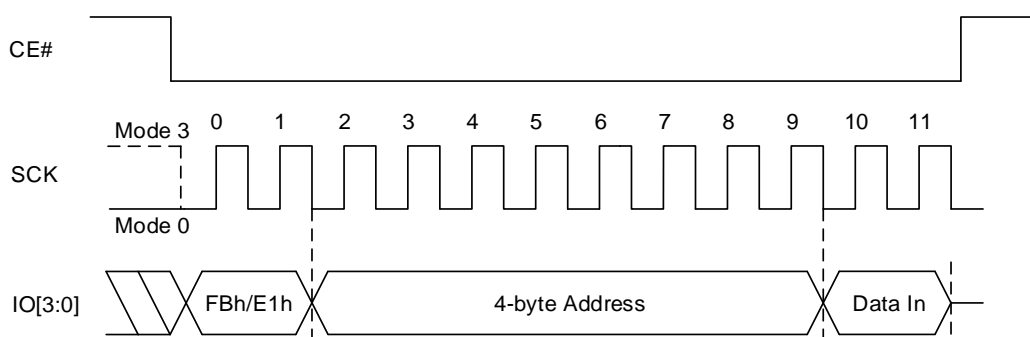 CE#
Mode 3 0 1 2 3 4 5 6 7 8 9 10 11
SCK
Mode 0
IO[3:0] FBh/E1h 4-byte Address Data In